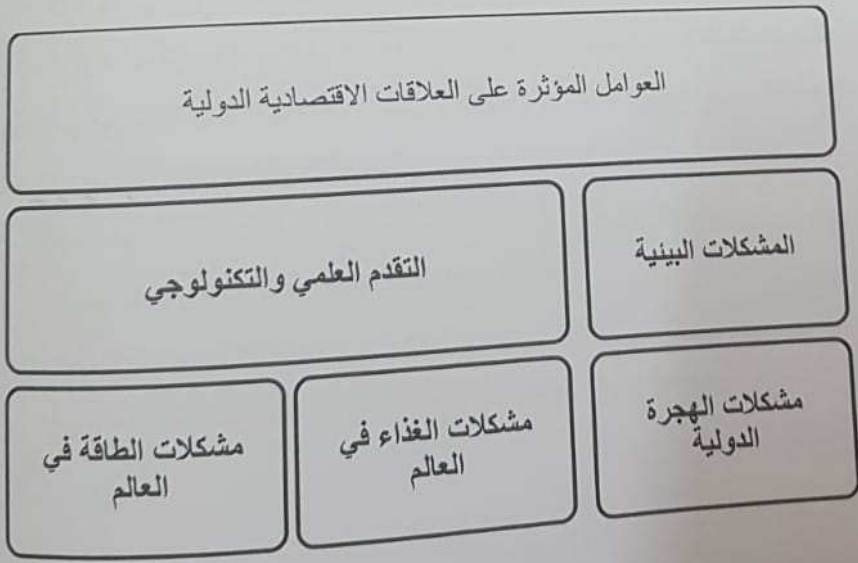 العوامل المؤثرة على العلاقات الاقتصادية الدولية
المشكلات البيئية
التقدم العلمي والتكنولوجي
مشكلات الهجرة
الدولية
مشكلات الغذاء في
العالم
مشكلات الطاقة في
العالم